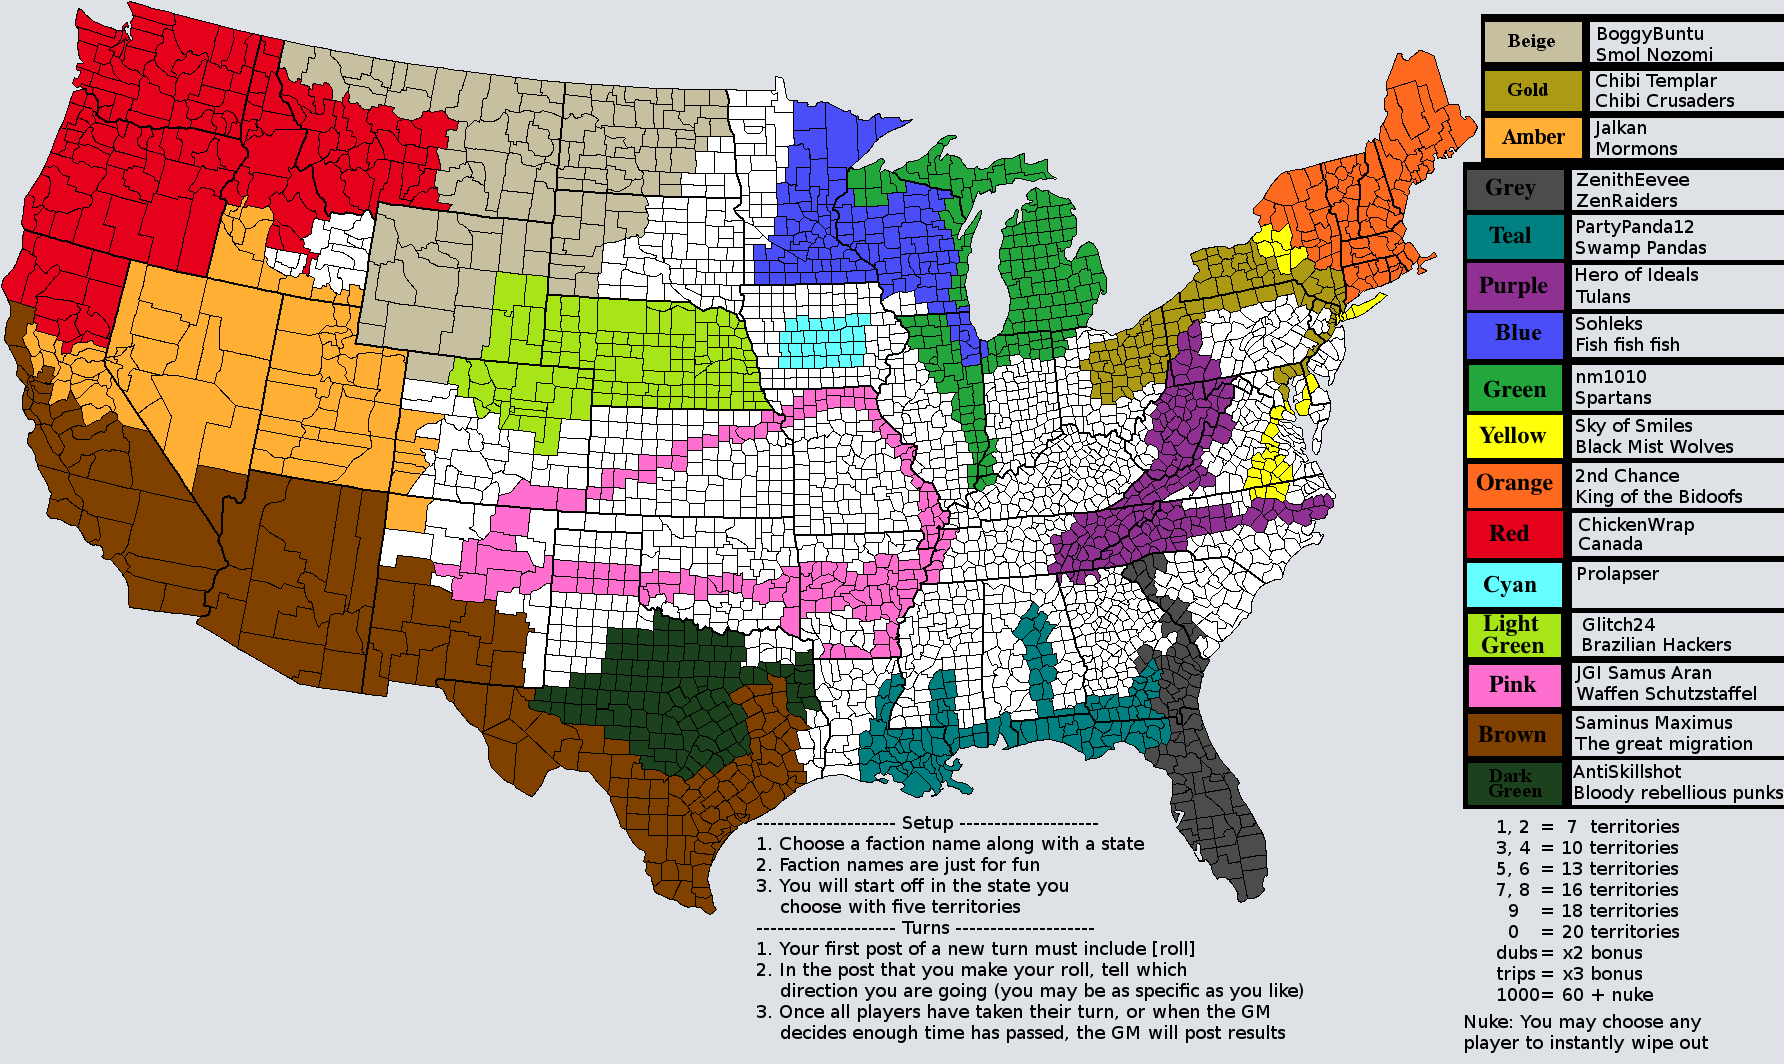 Beige
BoggyBuntu
Smol Nozomi
Gold
Chibi Templar
Chibi Crusaders
Amber
Jalkan
Mormons
Grey
ZenithEevee
ZenRaiders
Teal
PartyPanda12
Swamp Pandas
Purple
Hero of Ideals
Tulans
Blue
Sohleks
Fish fish fish
Green
nm1010
Spartans
Yellow
Sky of Smiles
Black Mist Wolves
Orange
2nd Chance
King of the Bidoofs
Red
ChickenWrap
Canada
Cyan
Prolapser
Light
Green
Glitch24
Brazilian Hackers
Pink
JGI Samus Aran
Waffen Schutzstaffel
Brown
Saminus Maximus
The great migration
Dark
Green
AntiSkillshot
Bloody rebellious punks
1, 2 = 7 territories
3, 4 = 10 territories
5, 6 = 13 territories
7, 8 = 16 territories
9 = 18 territories
0 = 20 territories
dubs= x2 bonus
trips = x3 bonus
1000= 60 + nuke
Nuke: You may choose any
player to instantly wipe out
-------------------- Setup --------------------
1. Choose a faction name along with a state
2. Faction names are just for fun
3. You will start off in the state you
choose with five territories
-------------------- Turns --------------------
1. Your first post of a new turn must include [roll]
2. In the post that you make your roll, tell which
direction you are going (you may be as specific as you like)
3. Once all players have taken their turn, or when the GM
decides enough time has passed, the GM will post results